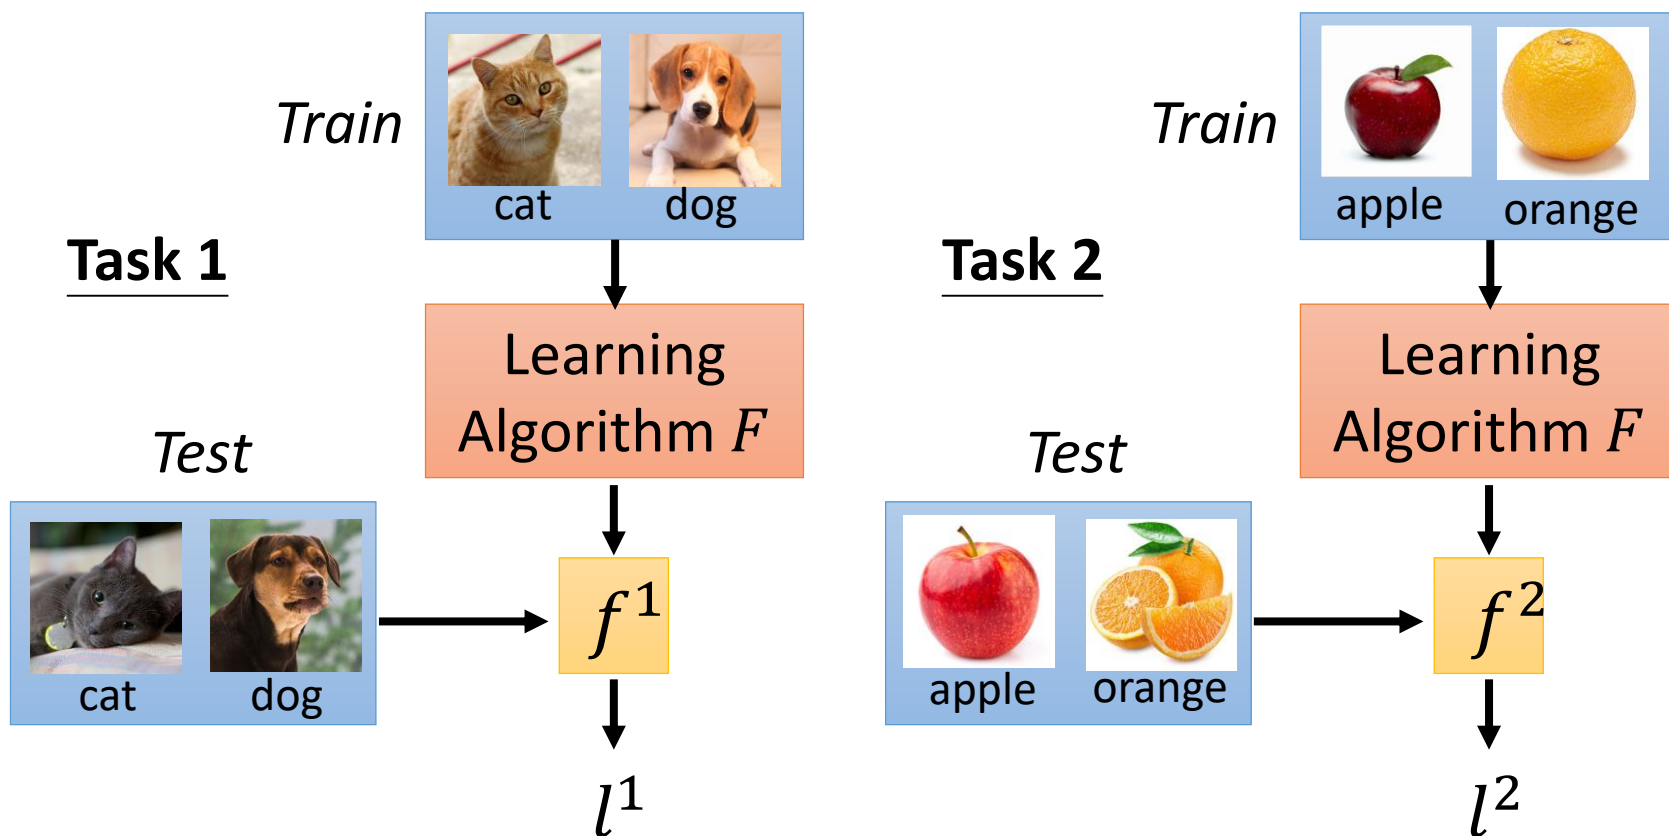 Train
cat
dog
Task 1
Learning
Algorithm F
Test
cat
dog
f¹
l¹
Train
apple
orange
Task 2
Learning
Algorithm F
Test
apple
orange
f²
l²